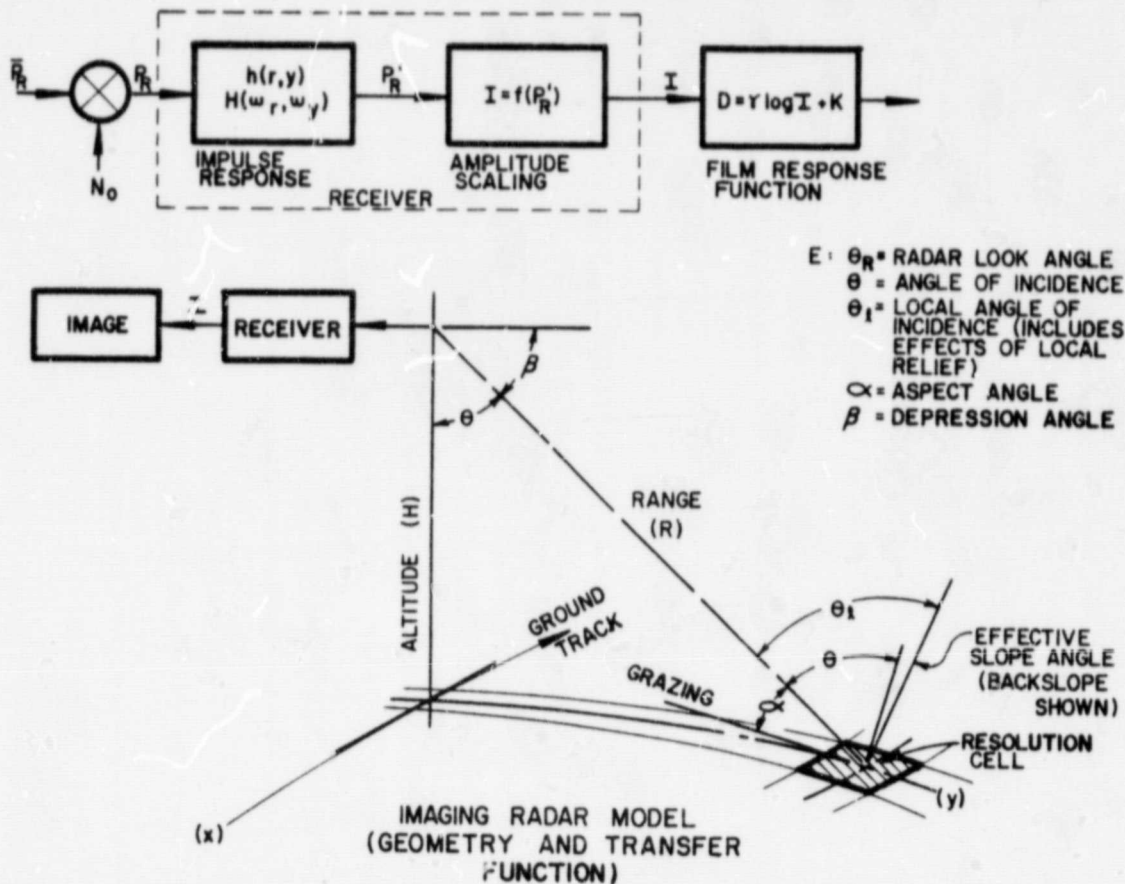 P̅R
PR
N₀
h(r,y)
H(ωr, ωy)
IMPULSE
RESPONSE
P'R
I = f(P'R)
AMPLITUDE
SCALING
RECEIVER
I
D = γ log I + K
FILM RESPONSE
FUNCTION
E: θR = RADAR LOOK ANGLE
θ = ANGLE OF INCIDENCE
θl = LOCAL ANGLE OF
INCIDENCE (INCLUDES
EFFECTS OF LOCAL
RELIEF)
α = ASPECT ANGLE
β = DEPRESSION ANGLE
IMAGE
RECEIVER
β
θ
ALTITUDE (H)
RANGE
(R)
GROUND
TRACK
GRAZING
α
θl
θ
EFFECTIVE
SLOPE ANGLE
(BACKSLOPE
SHOWN)
RESOLUTION
CELL
(y)
(x)
IMAGING RADAR MODEL
(GEOMETRY AND TRANSFER
FUNCTION)